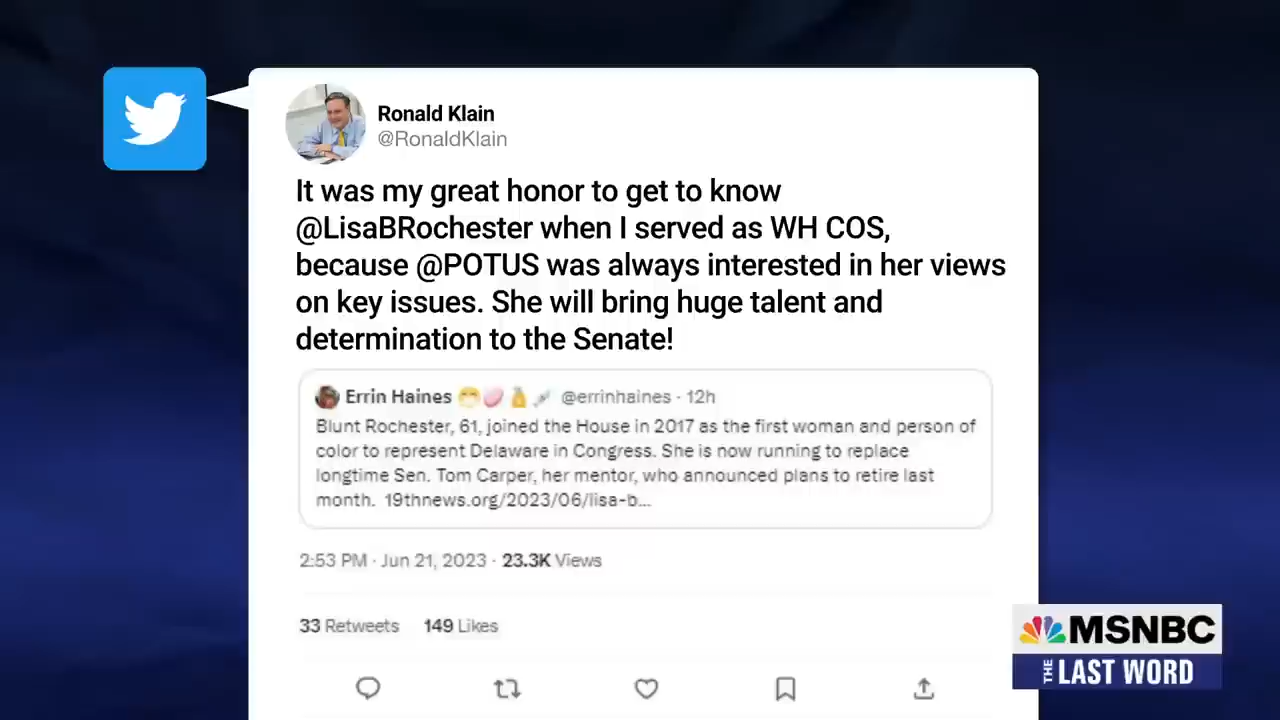 Ronald Klain
@RonaldKlain
It was my great honor to get to know
@LisaBRochester when I served as WH COS,
because @POTUS was always interested in her views
on key issues. She will bring huge talent and
determination to the Senate!
Errin Haines @errinhaines · 12h
Blunt Rochester, 61, joined the House in 2017 as the first woman and person of
color to represent Delaware in Congress. She is now running to replace
longtime Sen. Tom Carper, her mentor, who announced plans to retire last
month. 19thnews.org/2023/06/lisa-b...
2:53 PM · Jun 21, 2023 · 23.3K Views
33 Retweets 149 Likes
MSNBC
THE LAST WORD